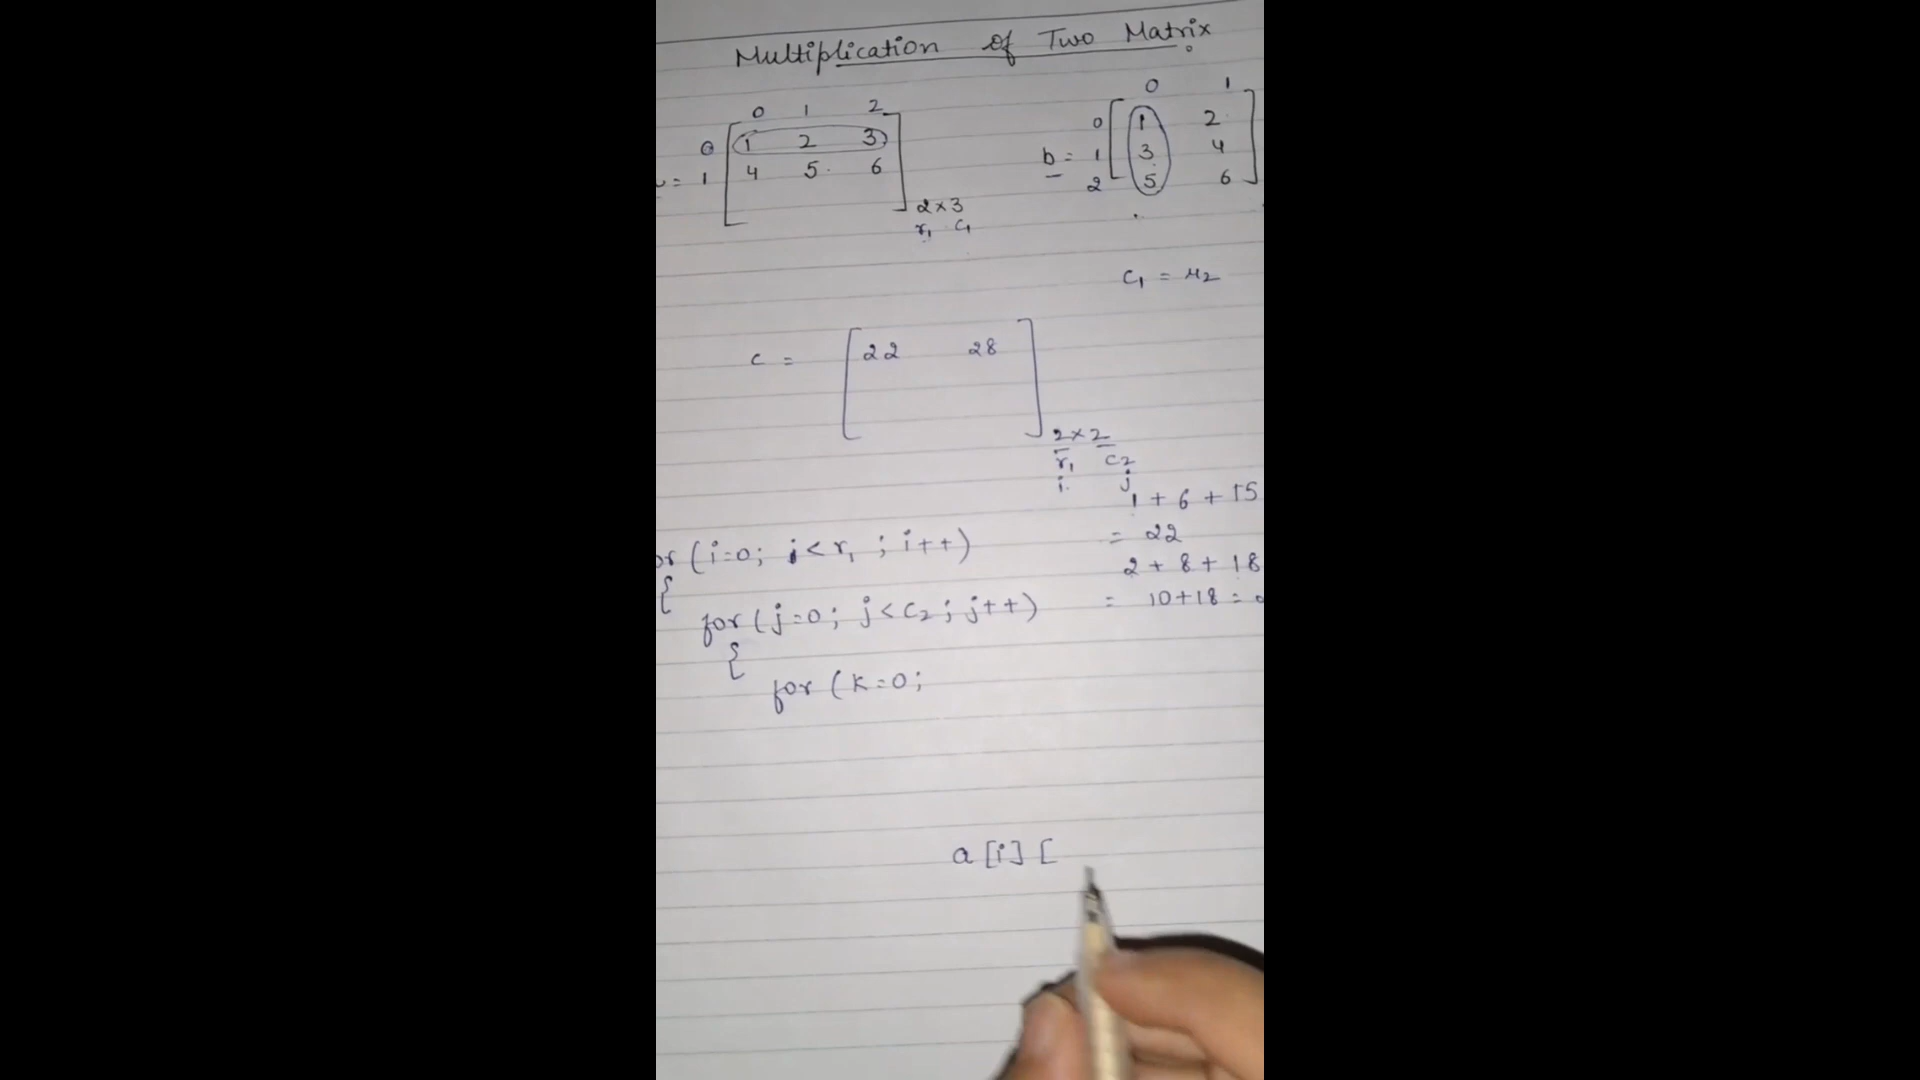 Multiplication of Two Matrix
0 1 2
0 1 2 3
= 1 4 5 6
2×3
r₁ c₁
0 1
0 1 2
b = 1 3 4
2 5 6
c₁ = r₂
c = 22 28
2×2
r₁ c₂
i j
1 + 6 + 15
= 22
2 + 8 + 18
= 10+18 =
or (i=0; i<r₁ ; i++)
{
for (j=0; j<c₂; j++)
{
for (k=0;
a[i][